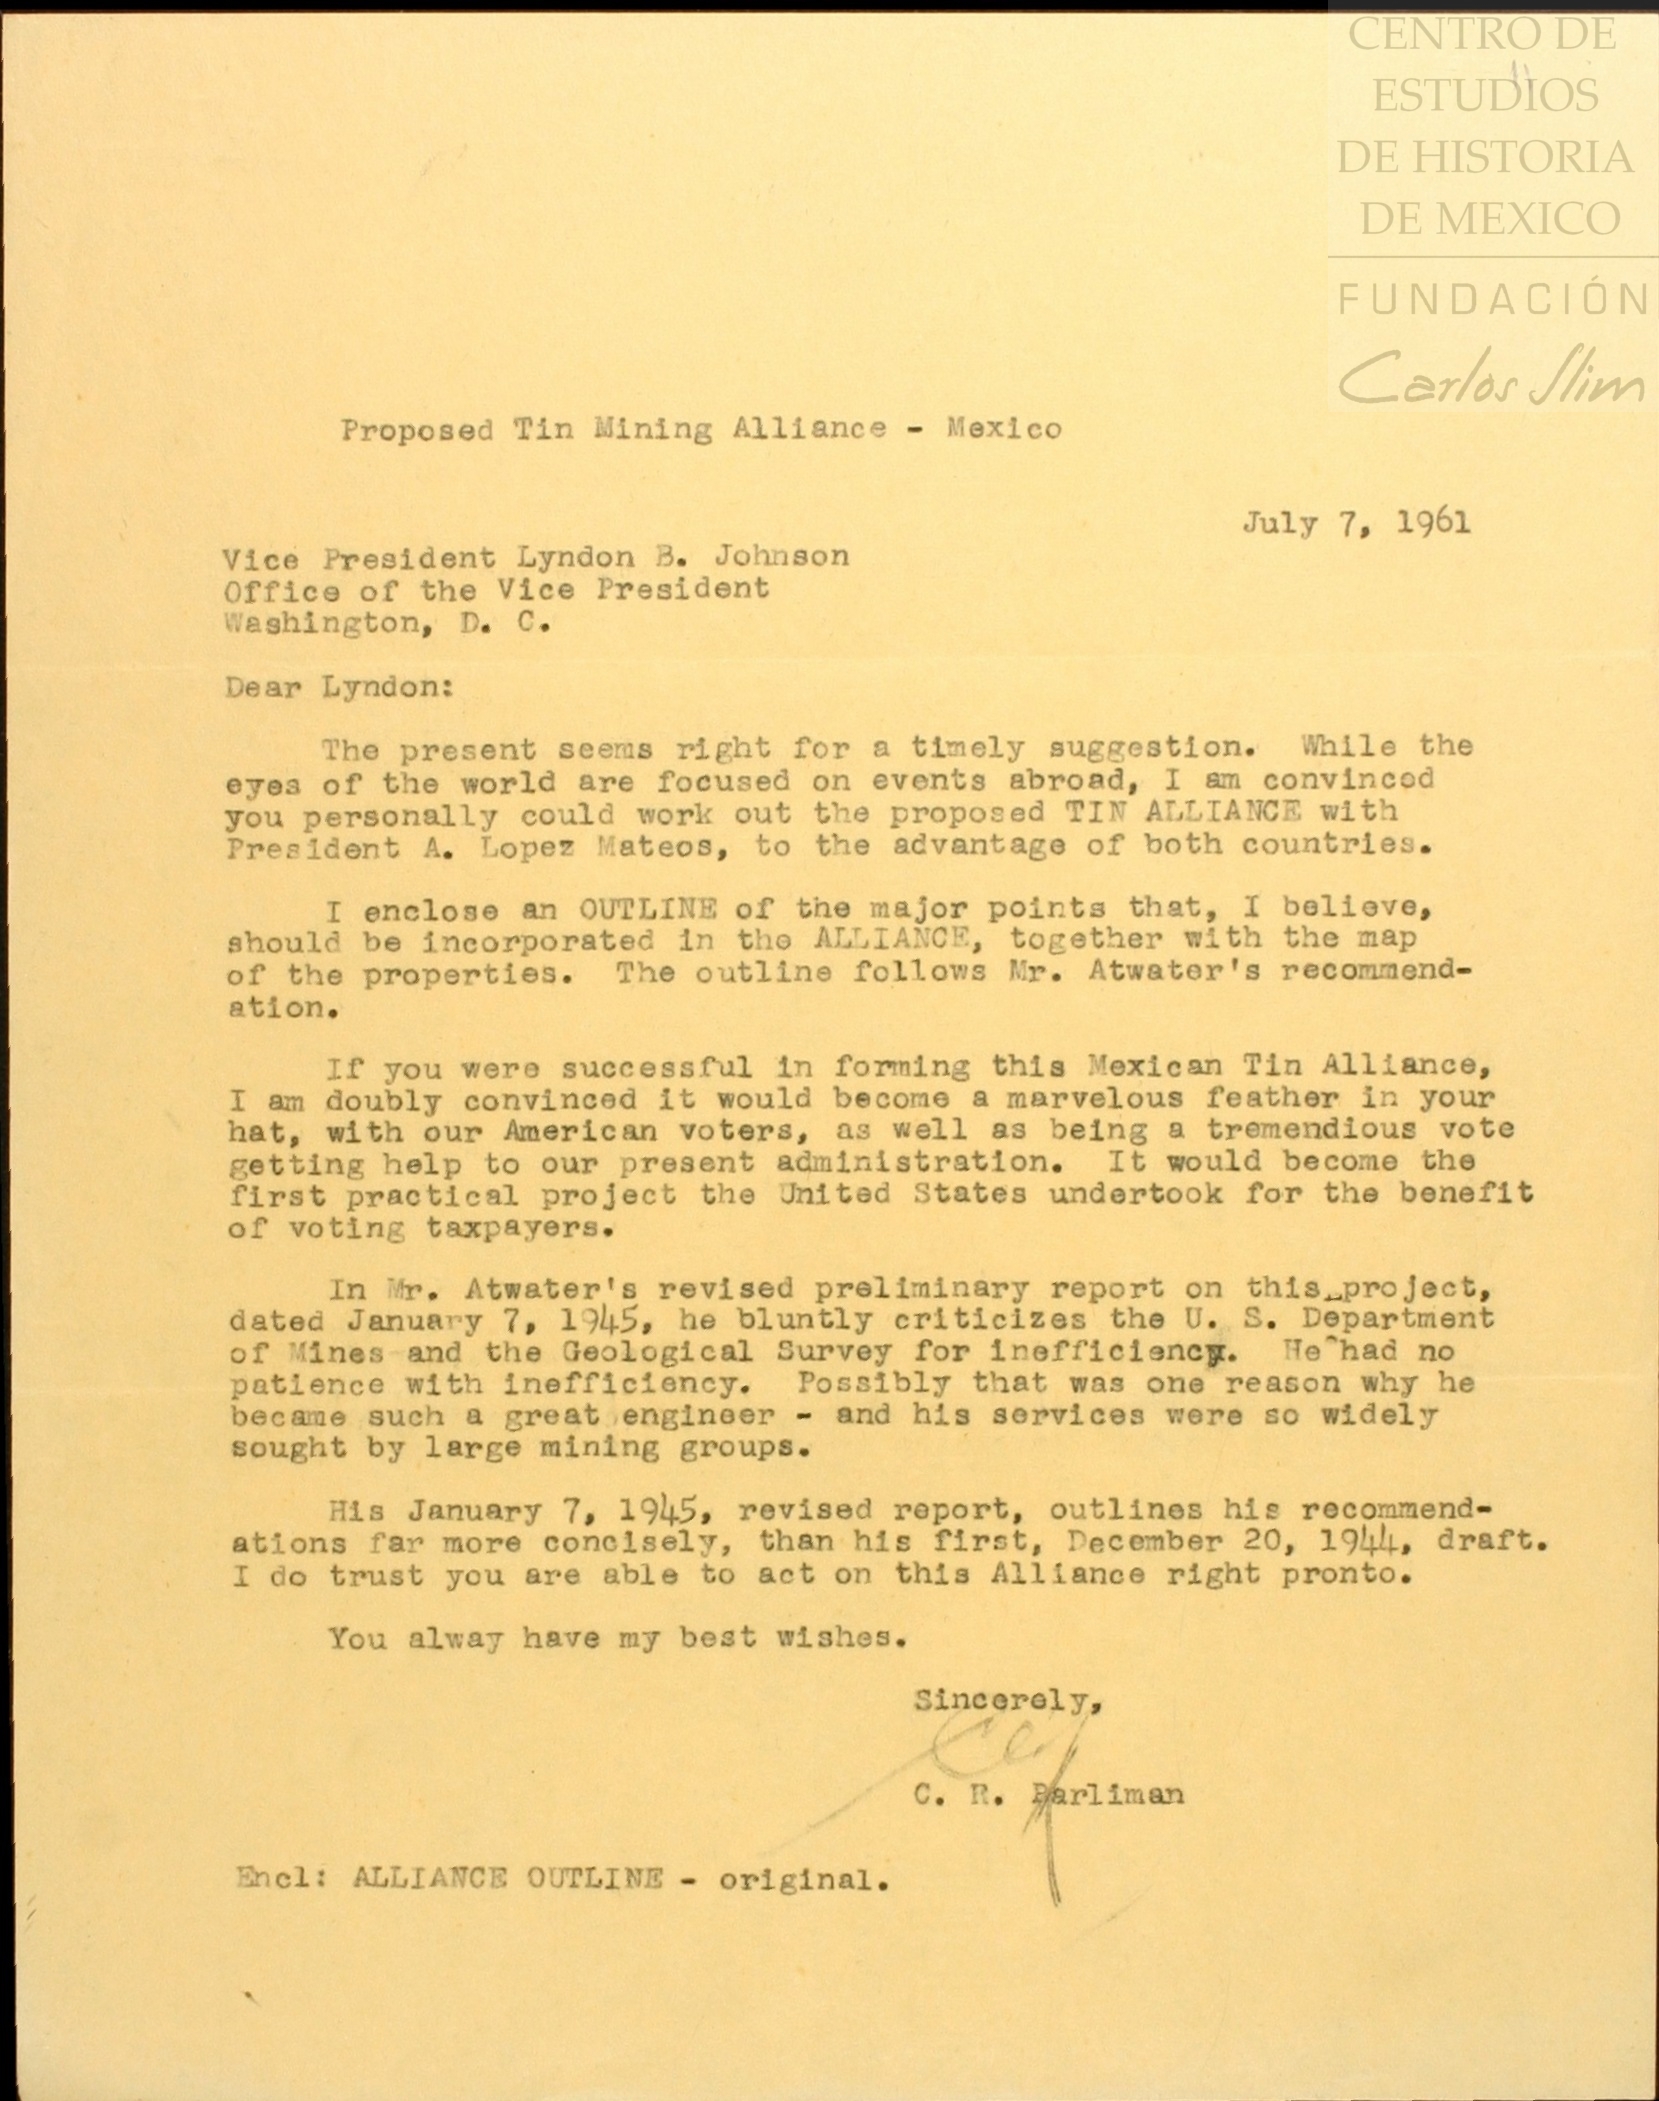 CENTRO DE
ESTUDIOS
DE HISTORIA
DE MEXICO
FUNDACIÓN
Carlos Slim
Proposed Tin Mining Alliance - Mexico
July 7, 1961
Vice President Lyndon B. Johnson
Office of the Vice President
Washington, D. C.
Dear Lyndon:
The present seems right for a timely suggestion. While the
eyes of the world are focused on events abroad, I am convinced
you personally could work out the proposed TIN ALLIANCE with
President A. Lopez Mateos, to the advantage of both countries.
I enclose an OUTLINE of the major points that, I believe,
should be incorporated in the ALLIANCE, together with the map
of the properties. The outline follows Mr. Atwater's recommend-
ation.
If you were successful in forming this Mexican Tin Alliance,
I am doubly convinced it would become a marvelous feather in your
hat, with our American voters, as well as being a tremendious vote
getting help to our present administration. It would become the
first practical project the United States undertook for the benefit
of voting taxpayers.
In Mr. Atwater's revised preliminary report on this project,
dated January 7, 1945, he bluntly criticizes the U. S. Department
of Mines and the Geological Survey for inefficiency. He had no
patience with inefficiency. Possibly that was one reason why he
became such a great engineer - and his services were so widely
sought by large mining groups.
His January 7, 1945, revised report, outlines his recommend-
ations far more concisely, than his first, December 20, 1944, draft.
I do trust you are able to act on this Alliance right pronto.
You alway have my best wishes.
Sincerely,
C. R. Parliman
Encl: ALLIANCE OUTLINE - original.